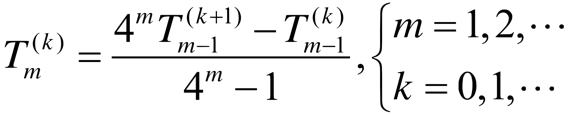 $T_m^{(k)} = \dfrac{4^m T_{m-1}^{(k+1)} - T_{m-1}^{(k)}}{4^m - 1}, \begin{cases} m = 1,2,\cdots \\ k = 0,1,\cdots \end{cases}$